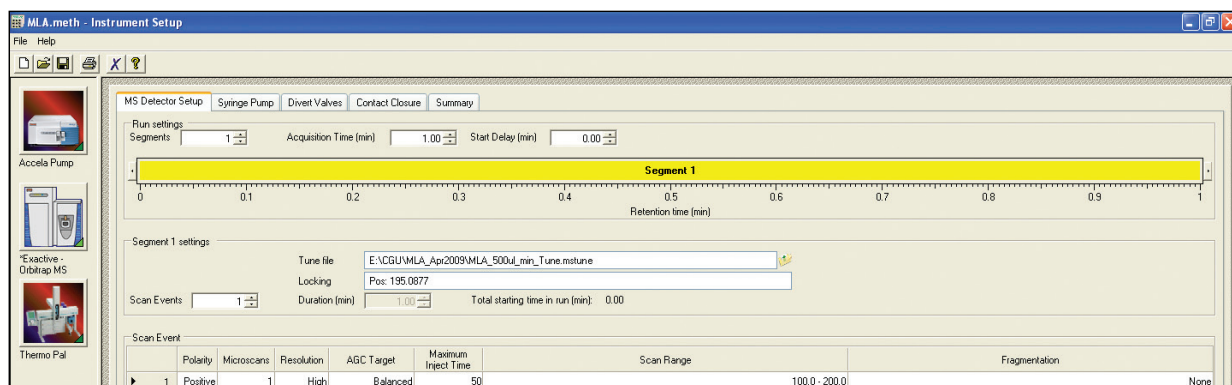 MLA.meth - Instrument Setup
File Help
MS Detector Setup Syringe Pump Divert Valves Contact Closure Summary
Run settings
Segments 1 Acquisition Time (min) 1.00 Start Delay (min) 0.00
Accela Pump
Segment 1
0 0.1 0.2 0.3 0.4 0.5 0.6 0.7 0.8 0.9 1
Retention time (min)
Segment 1 settings
Tune file E:\CGU\MLA_Apr2009\MLA_500ul_min_Tune.mstune
*Exactive -
Orbitrap MS
Locking Pos: 195.0877
Scan Events 1 Duration (min) 1.00 Total starting time in run (min): 0.00
Scan Event
Thermo Pal
Polarity Microscans Resolution AGC Target Maximum Inject Time Scan Range Fragmentation
1 Positive 1 High Balanced 50 100.0 - 200.0 None